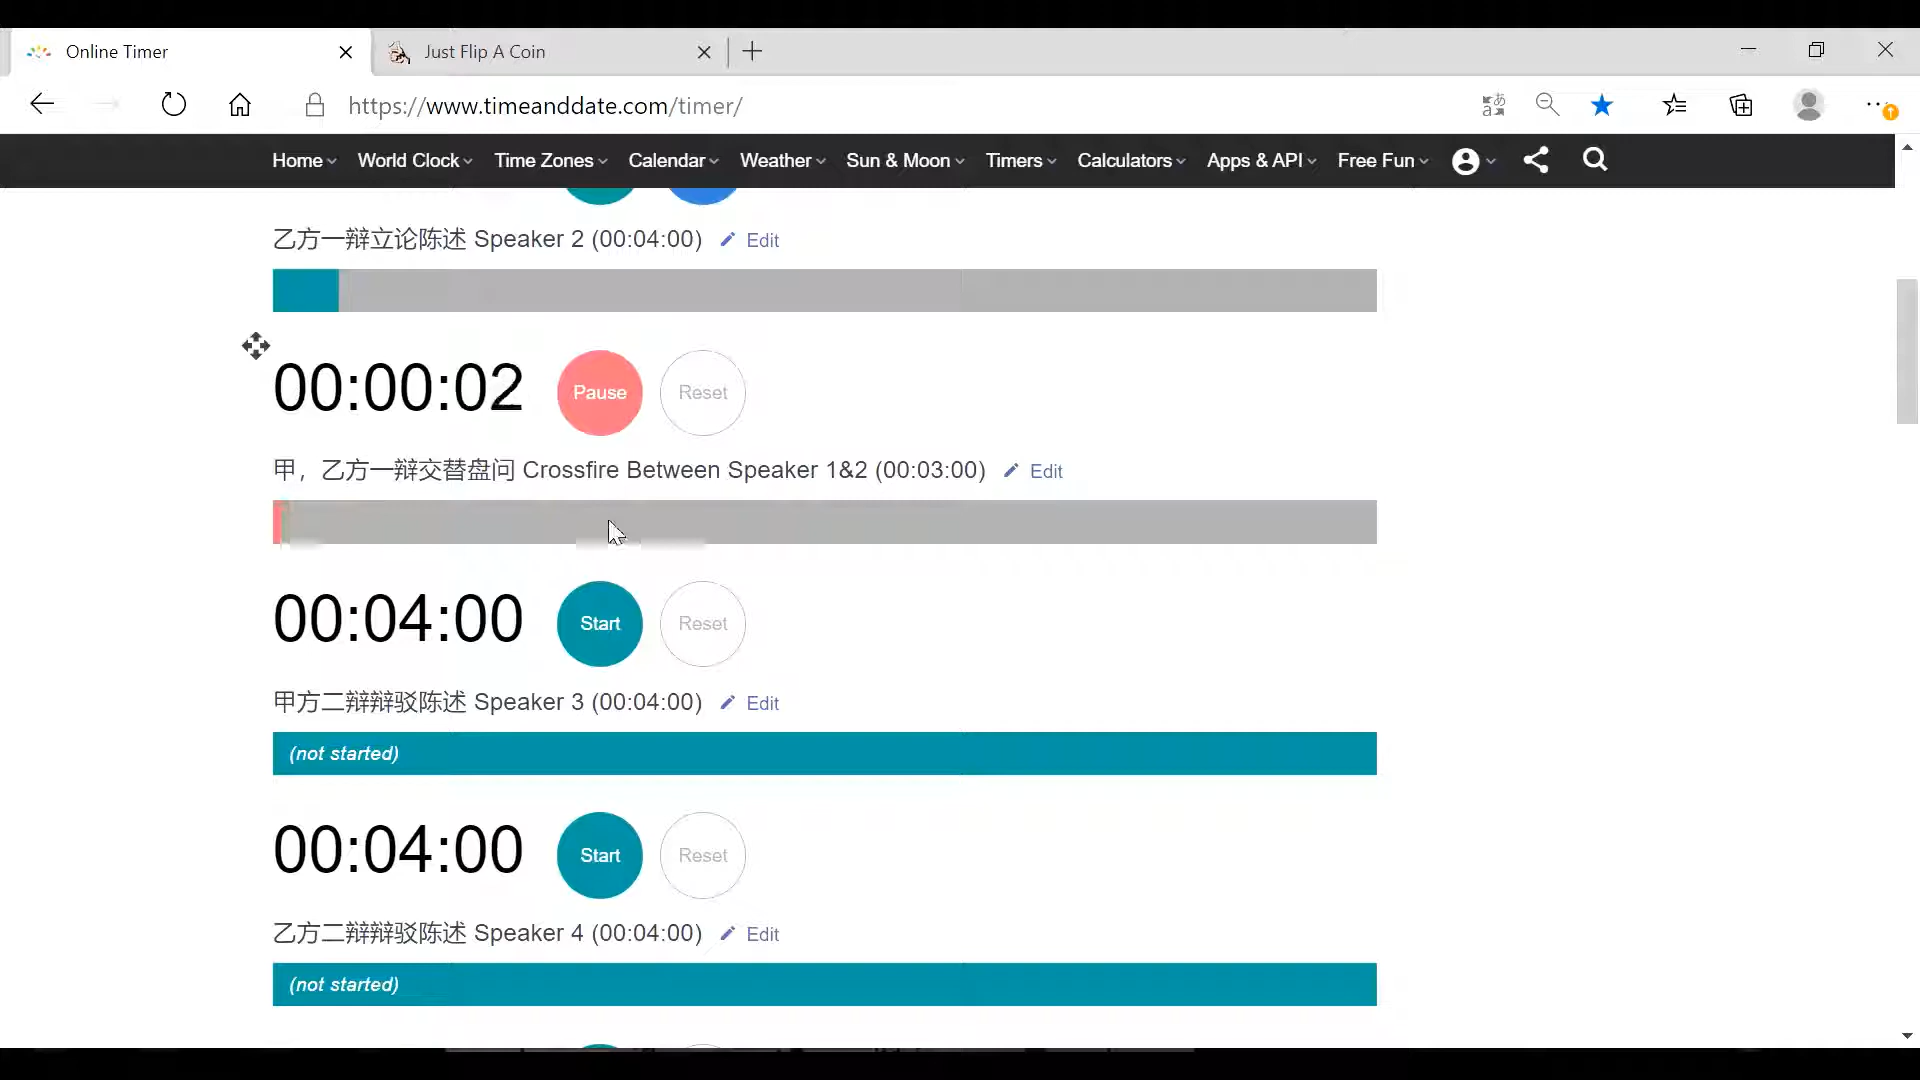 Online Timer
Just Flip A Coin
https://www.timeanddate.com/timer/
Home World Clock Time Zones Calendar Weather Sun & Moon Timers Calculators Apps & API Free Fun
乙方一辩立论陈述 Speaker 2 (00:04:00) Edit
00:00:02 Pause Reset
甲，乙方一辩交替盘问 Crossfire Between Speaker 1&2 (00:03:00) Edit
00:04:00 Start Reset
甲方二辩辩驳陈述 Speaker 3 (00:04:00) Edit
(not started)
00:04:00 Start Reset
乙方二辩辩驳陈述 Speaker 4 (00:04:00) Edit
(not started)